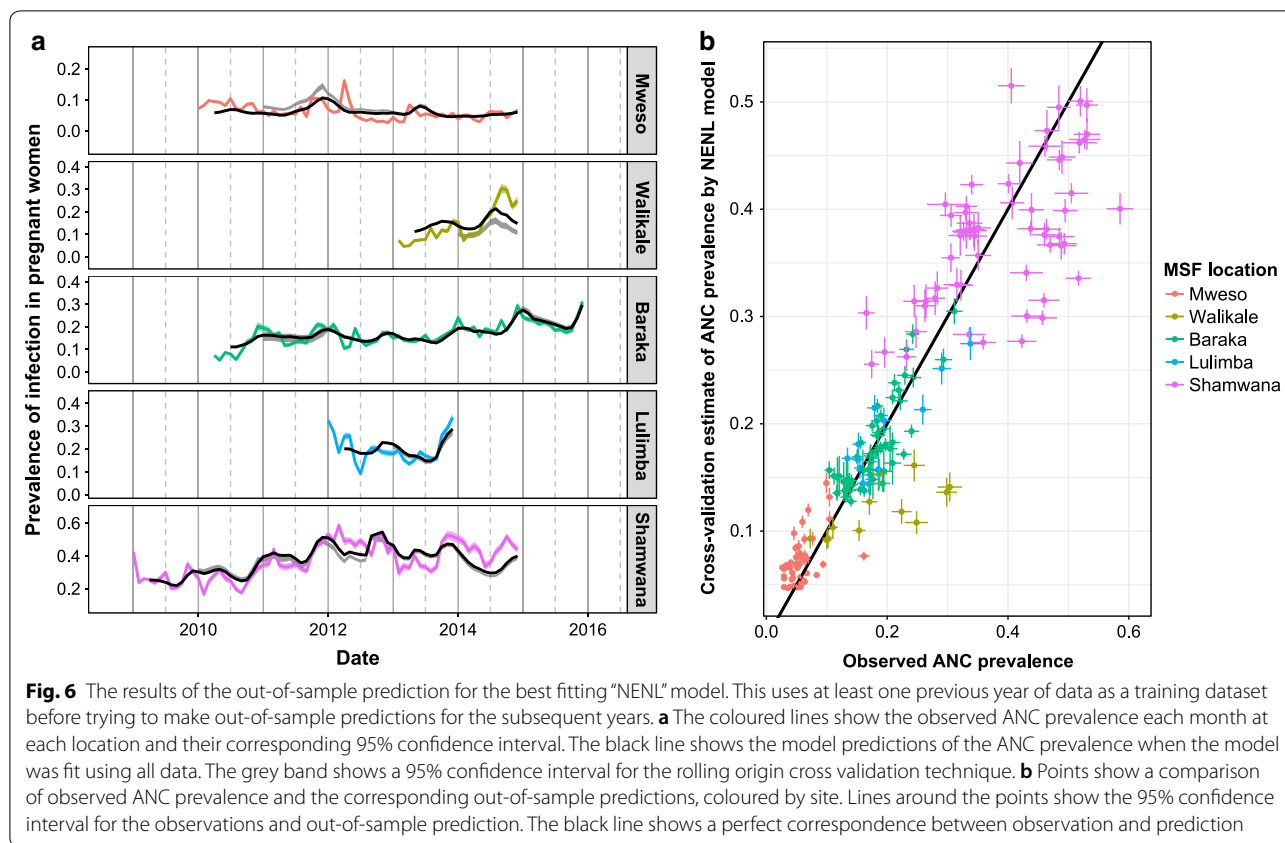 a
Prevalence of infection in pregnant women
0.2
0.1
0.0
Mweso
0.4
0.3
0.2
0.1
0.0
Walikale
0.4
0.3
0.2
0.1
0.0
Baraka
0.4
0.3
0.2
0.1
0.0
Lulimba
0.6
0.4
0.2
Shamwana
2010
2012
2014
2016
Date
b
Cross-validation estimate of ANC prevalence by NENL model
0.5
0.4
0.3
0.2
0.1
0.0
0.2
0.4
0.6
Observed ANC prevalence
MSF location
Mweso
Walikale
Baraka
Lulimba
Shamwana
Fig. 6 The results of the out-of-sample prediction for the best fitting “NENL” model. This uses at least one previous year of data as a training dataset
before trying to make out-of-sample predictions for the subsequent years. a The coloured lines show the observed ANC prevalence each month at
each location and their corresponding 95% confidence interval. The black line shows the model predictions of the ANC prevalence when the model
was fit using all data. The grey band shows a 95% confidence interval for the rolling origin cross validation technique. b Points show a comparison
of observed ANC prevalence and the corresponding out-of-sample predictions, coloured by site. Lines around the points show the 95% confidence
interval for the observations and out-of-sample prediction. The black line shows a perfect correspondence between observation and prediction